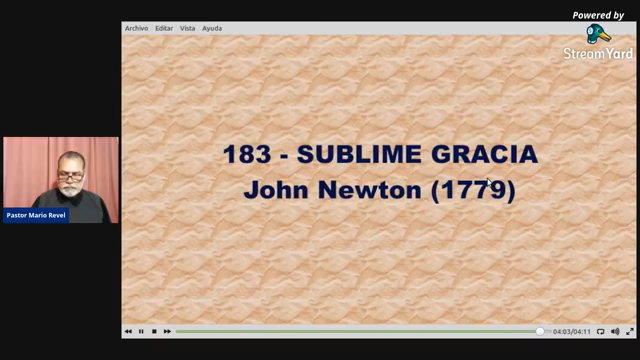 Powered by
StreamYard
Archivo Editar Vista Ayuda
183 - SUBLIME GRACIA
John Newton (1779)
Pastor Mario Revel
04:03/04:11